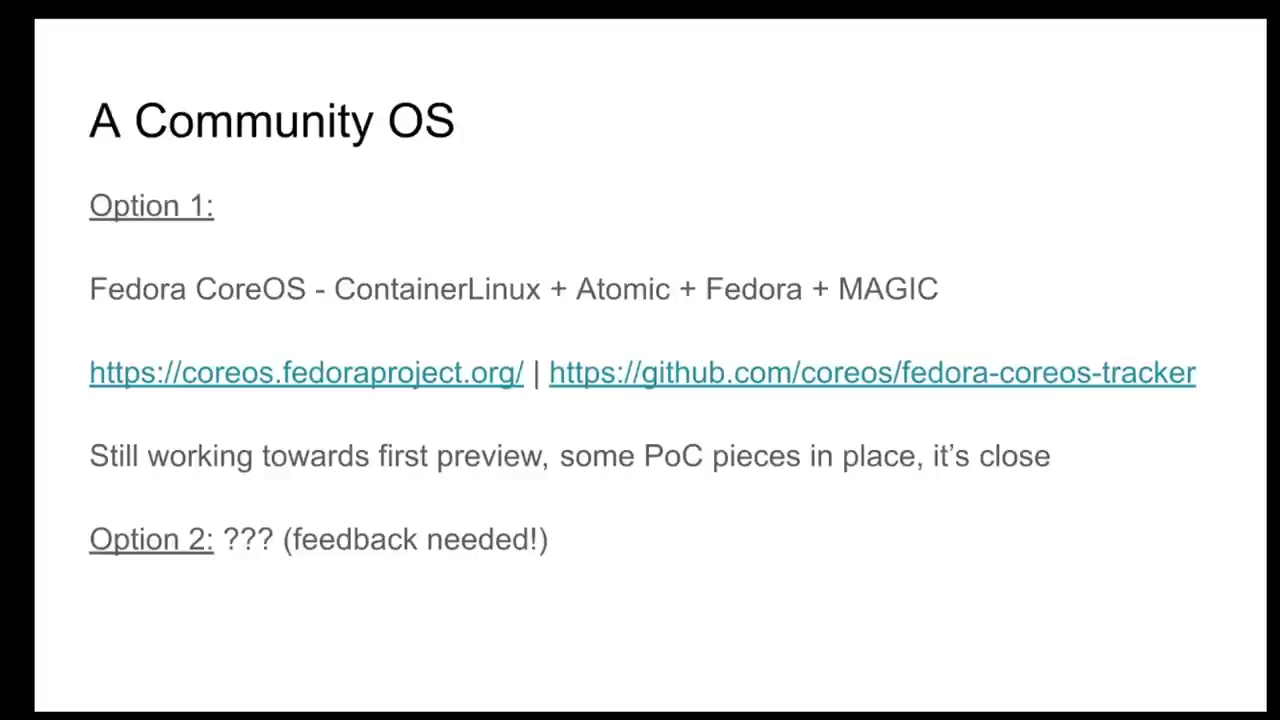 A Community OS
Option 1:
Fedora CoreOS - ContainerLinux + Atomic + Fedora + MAGIC
https://coreos.fedoraproject.org/ | https://github.com/coreos/fedora-coreos-tracker
Still working towards first preview, some PoC pieces in place, it’s close
Option 2: ??? (feedback needed!)